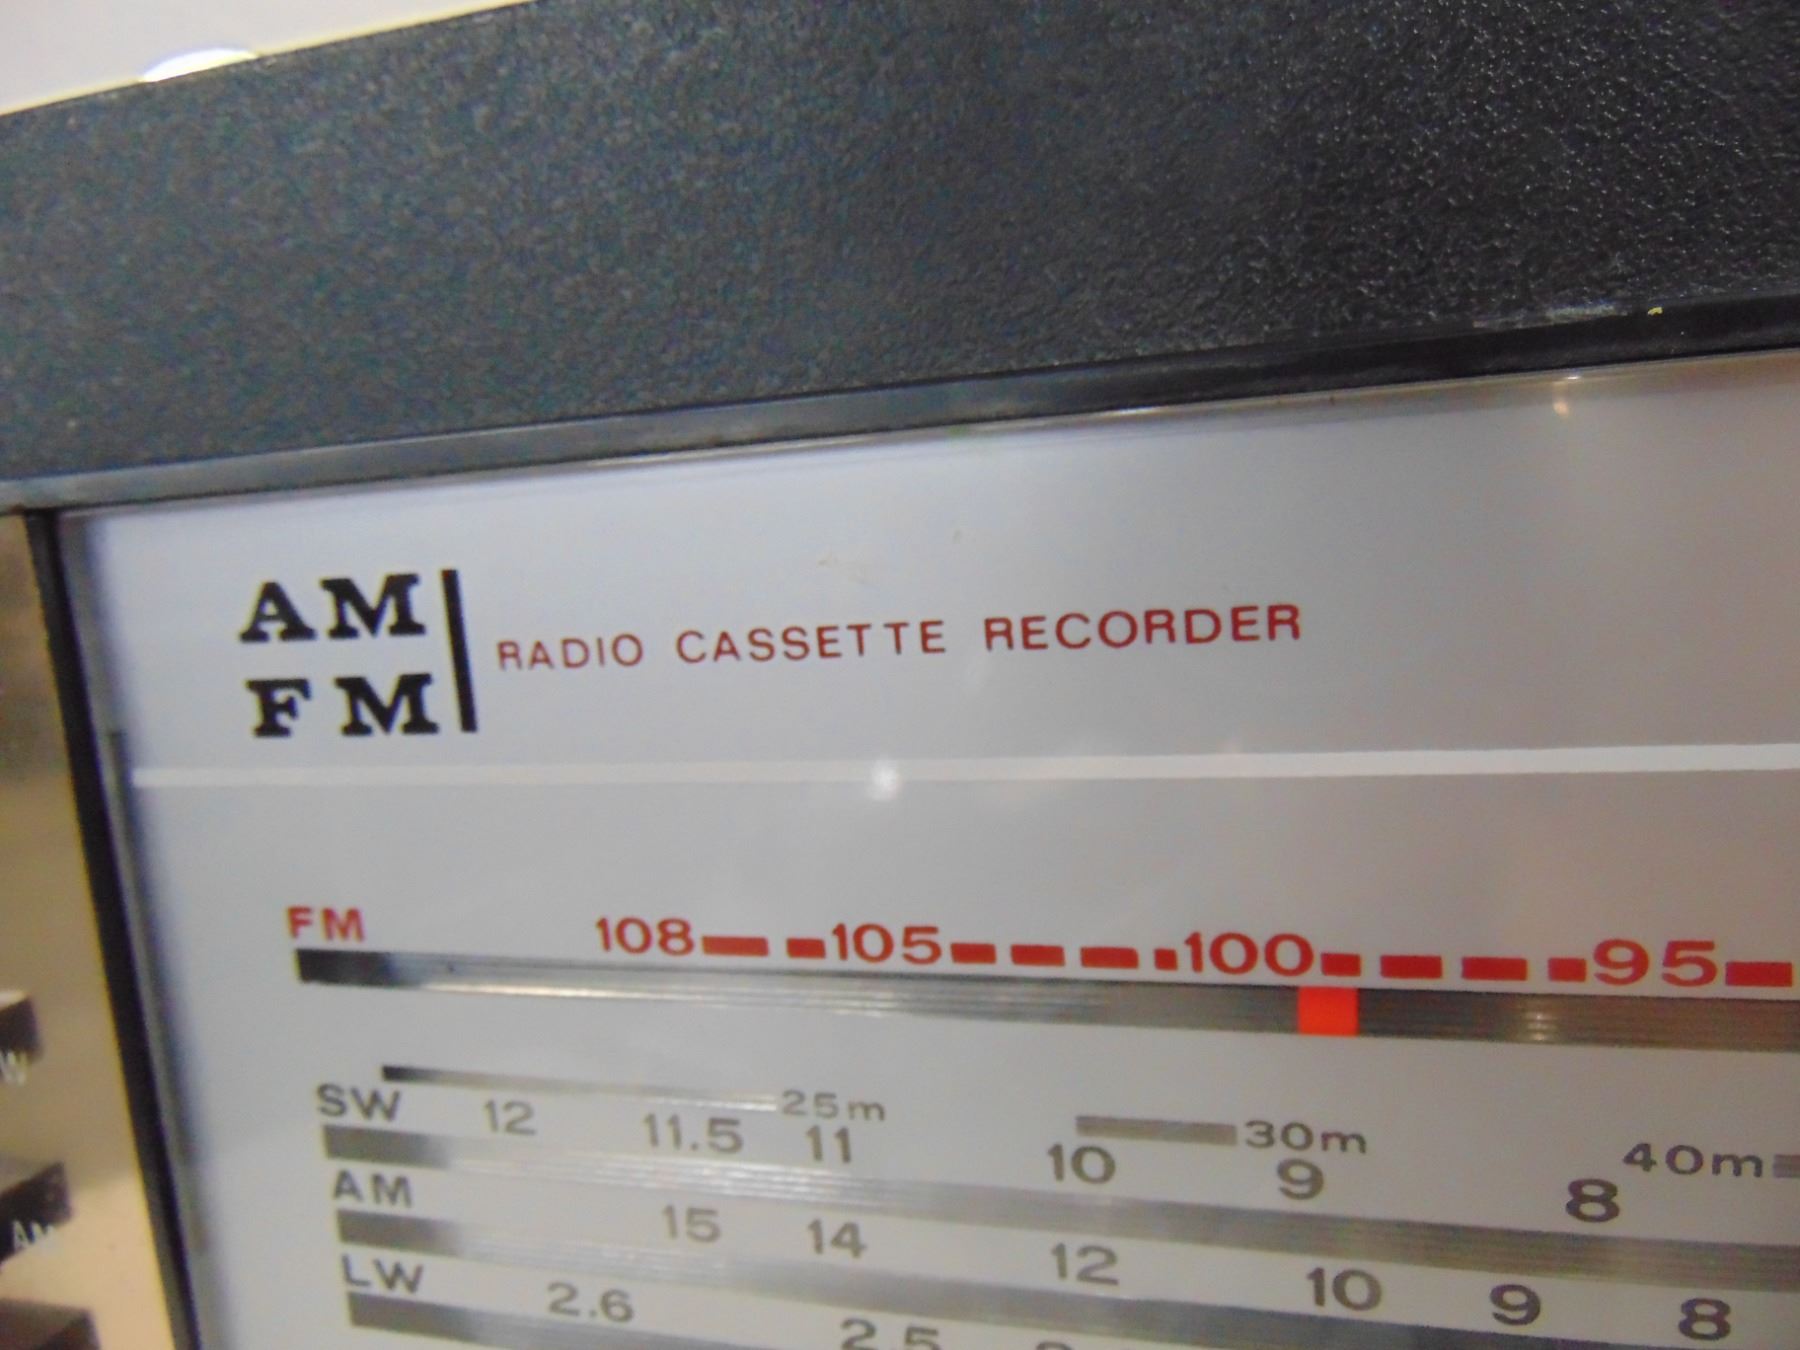 AM
FM
RADIO CASSETTE RECORDER
FM 108 105 100 95
25m 30m 40m
SW 12 11.5 11 10 9 8
AM 15 14 12 10 9 8
LW 2.6 2.5
W
AM